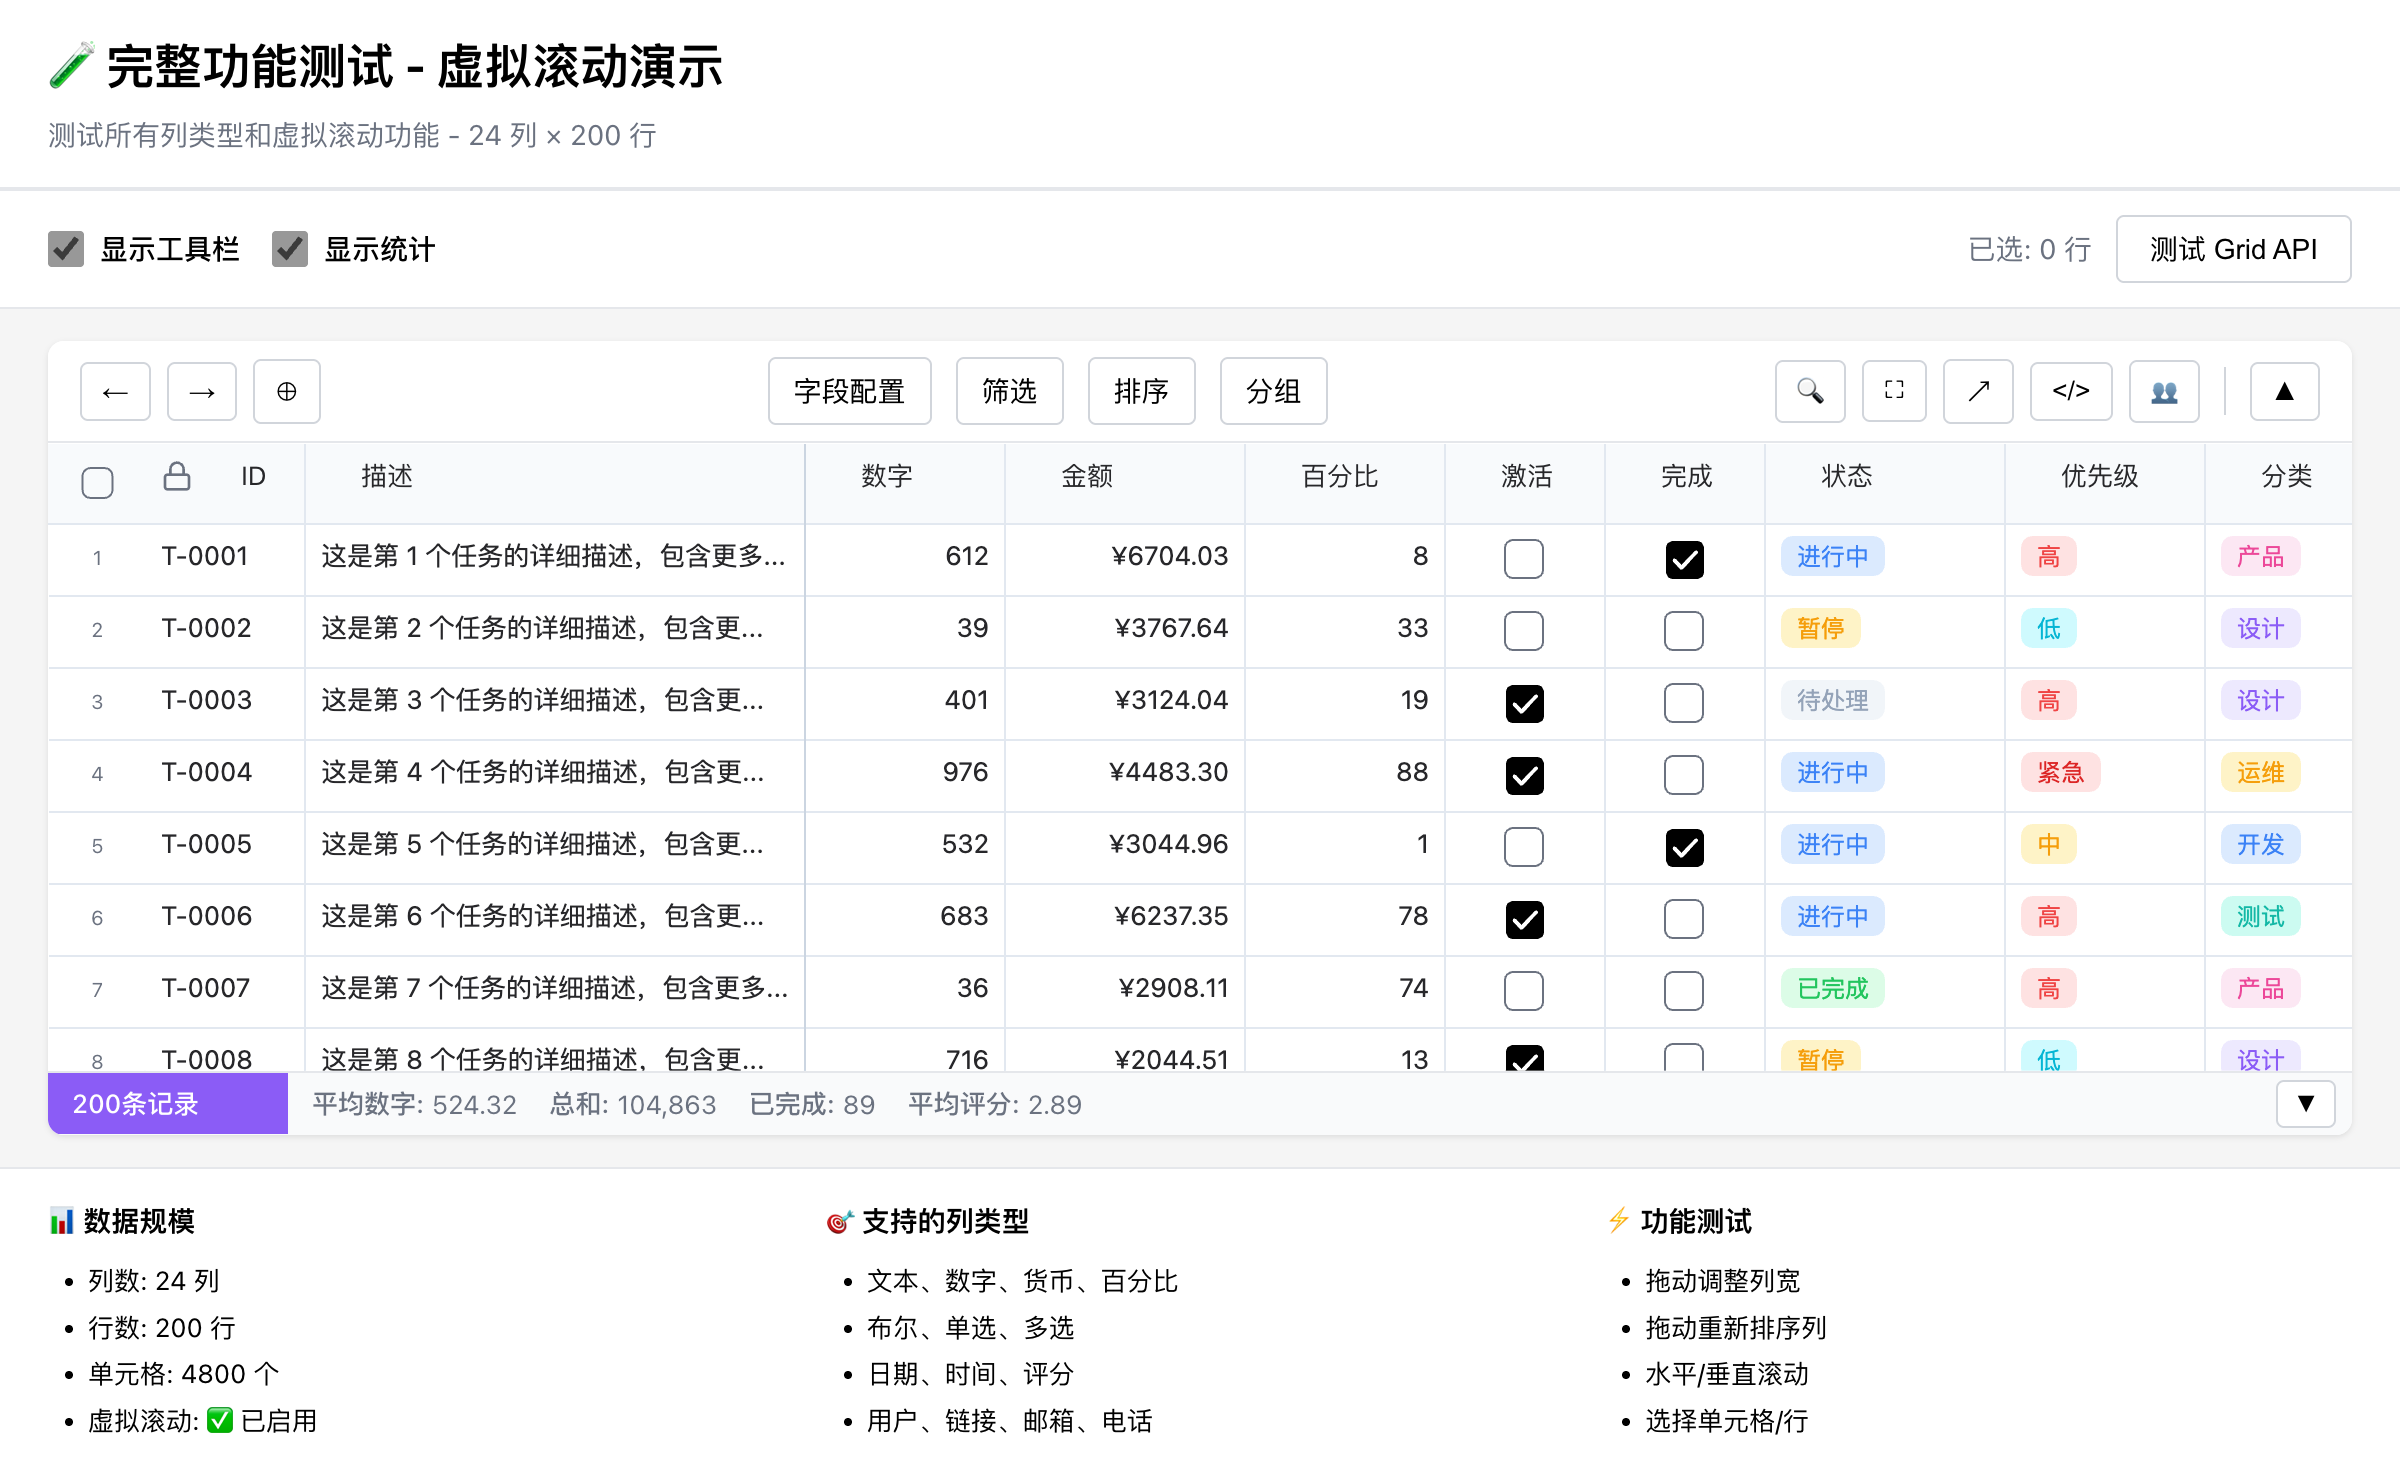 🧪 完整功能测试 - 虚拟滚动演示
测试所有列类型和虚拟滚动功能 - 24 列 × 200 行
显示工具栏 显示统计 已选: 0 行 测试 Grid API
← → ⊕ 字段配置 筛选 排序 分组 🔍 ⛶ ↗ </> 👥 ▲
ID 描述 数字 金额 百分比 激活 完成 状态 优先级 分类
1 T-0001 这是第 1 个任务的详细描述，包含更多... 612 ¥6704.03 8 进行中 高 产品
2 T-0002 这是第 2 个任务的详细描述，包含更... 39 ¥3767.64 33 暂停 低 设计
3 T-0003 这是第 3 个任务的详细描述，包含更... 401 ¥3124.04 19 待处理 高 设计
4 T-0004 这是第 4 个任务的详细描述，包含更... 976 ¥4483.30 88 进行中 紧急 运维
5 T-0005 这是第 5 个任务的详细描述，包含更... 532 ¥3044.96 1 进行中 中 开发
6 T-0006 这是第 6 个任务的详细描述，包含更... 683 ¥6237.35 78 进行中 高 测试
7 T-0007 这是第 7 个任务的详细描述，包含更多... 36 ¥2908.11 74 已完成 高 产品
8 T-0008 这是第 8 个任务的详细描述，包含更... 716 ¥2044.51 13 暂停 低 设计
200条记录 平均数字: 524.32 总和: 104,863 已完成: 89 平均评分: 2.89 ▼
📊 数据规模
• 列数: 24 列
• 行数: 200 行
• 单元格: 4800 个
• 虚拟滚动: ✅ 已启用
🎯 支持的列类型
• 文本、数字、货币、百分比
• 布尔、单选、多选
• 日期、时间、评分
• 用户、链接、邮箱、电话
⚡ 功能测试
• 拖动调整列宽
• 拖动重新排序列
• 水平/垂直滚动
• 选择单元格/行